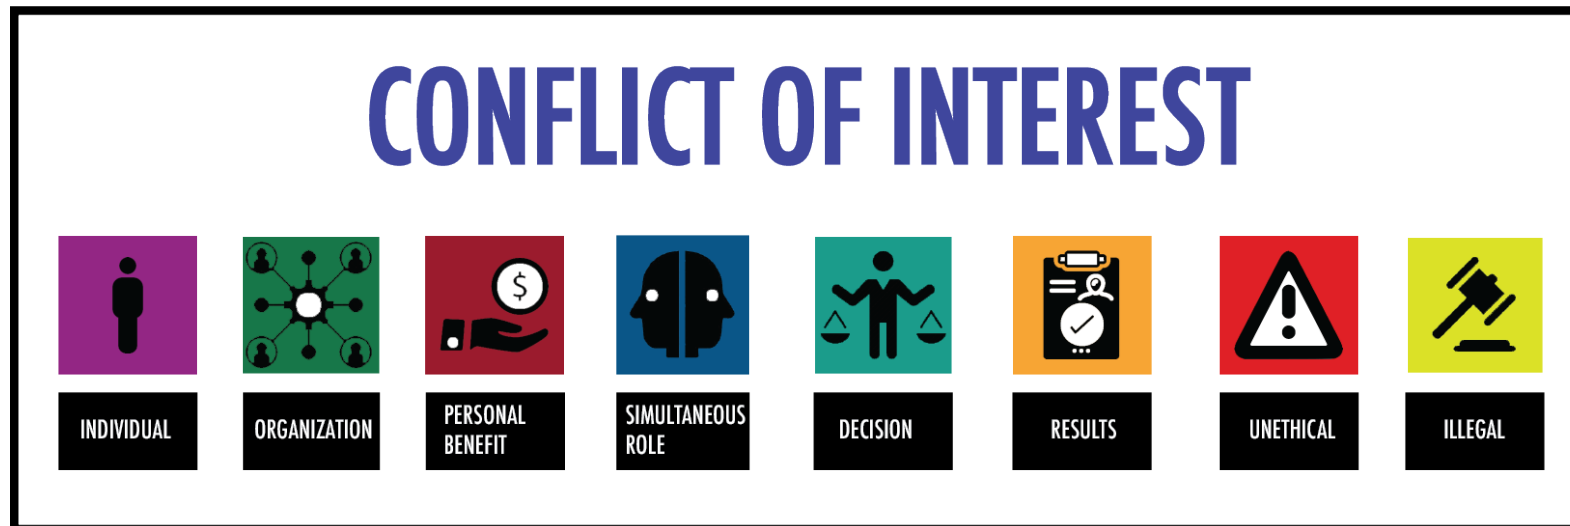 CONFLICT OF INTEREST
$
INDIVIDUAL
ORGANIZATION
PERSONAL
BENEFIT
SIMULTANEOUS
ROLE
DECISION
RESULTS
UNETHICAL
ILLEGAL